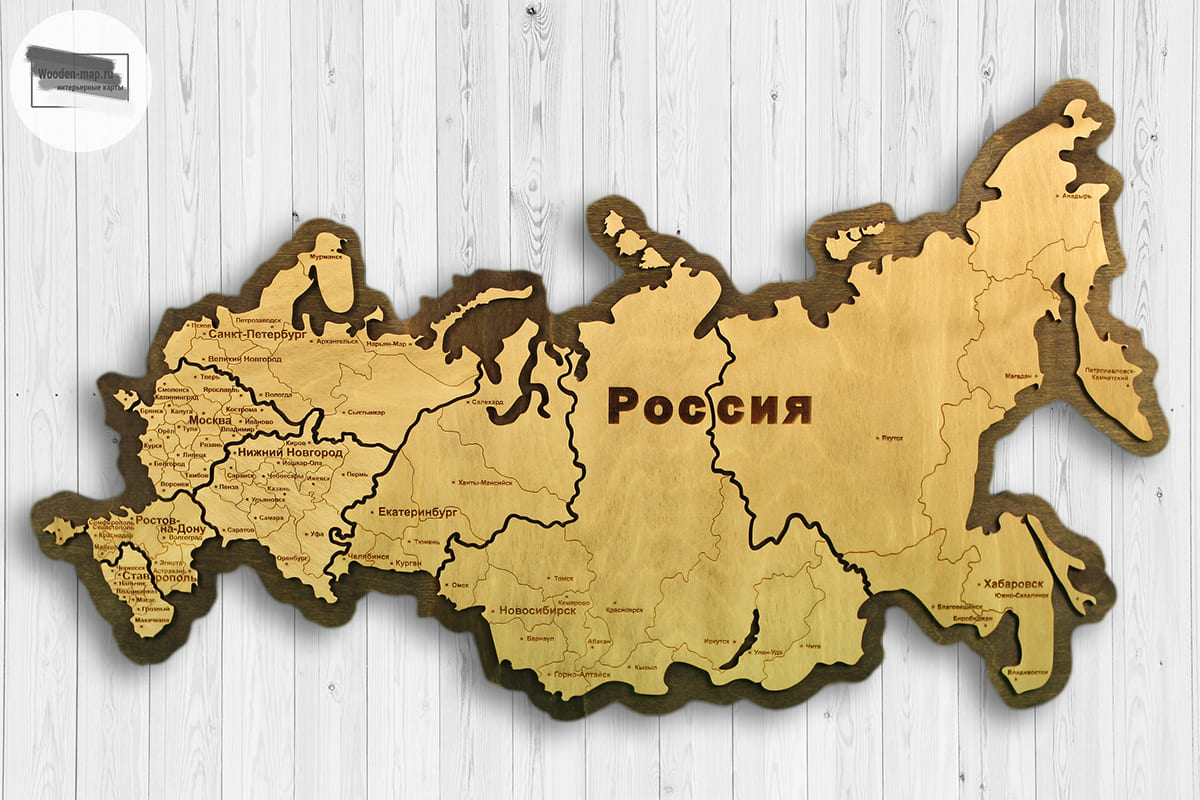 Wooden-map.ru
интерьерные карты
Анадырь
Мурманск
Псков
Петрозаводск
Санкт-Петербург
Архангельск
Нарьян-Мар
Великий Новгород
Тверь
Смоленск
Калининград
Ярославль
Вологда
Салехард
Магадан
Петропавловск-
Камчатский
Россия
Брянск
Калуга
Кострома
Сыктывкар
Москва
Иваново
Орёл
Тула
Владимир
Якутск
Курск
Рязань
Киров
Липецк
Нижний Новгород
Белгород
Йошкар-Ола
Тамбов
Саранск
Чебоксары
Ижевск
Пермь
Воронеж
Пенза
Казань
Ханты-Мансийск
Ульяновск
Екатеринбург
Самара
Симферополь
Севастополь
Ростов-
на-Дону
Саратов
Уфа
Краснодар
Волгоград
Тюмень
Майкоп
Оренбург
Челябинск
Курган
Элиста
Черкесск
Астрахань
Ставрополь
Нальчик
Владикавказ
Магас
Грозный
Махачкала
Омск
Томск
Кемерово
Новосибирск
Красноярск
Барнаул
Абакан
Иркутск
Улан-Удэ
Чита
Кызыл
Горно-Алтайск
Хабаровск
Южно-Сахалинск
Благовещенск
Биробиджан
Владивосток